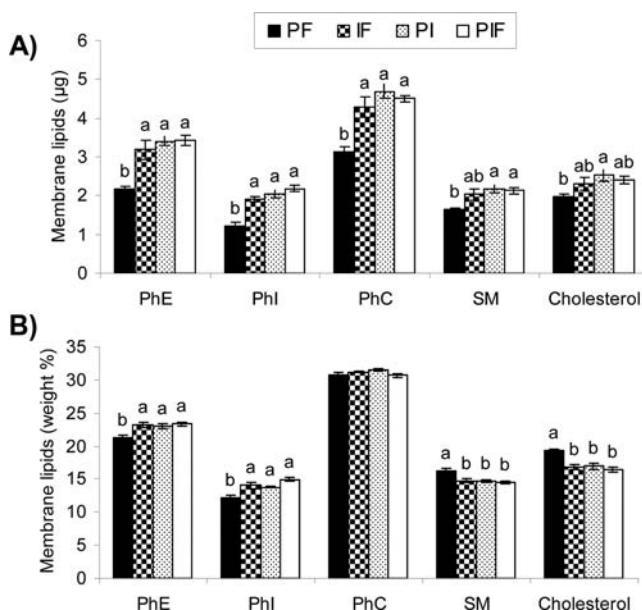 PF IF PI PIF
A)
Membrane lipids (µg)
6
5
4
3
2
1
0
b a a a
b a a a
b a a a
b ab a a
b ab a ab
PhE PhI PhC SM Cholesterol
B)
Membrane lipids (weight %)
35
30
25
20
15
10
5
0
b a a a
b a a a
a b b b
a b b b
PhE PhI PhC SM Cholesterol